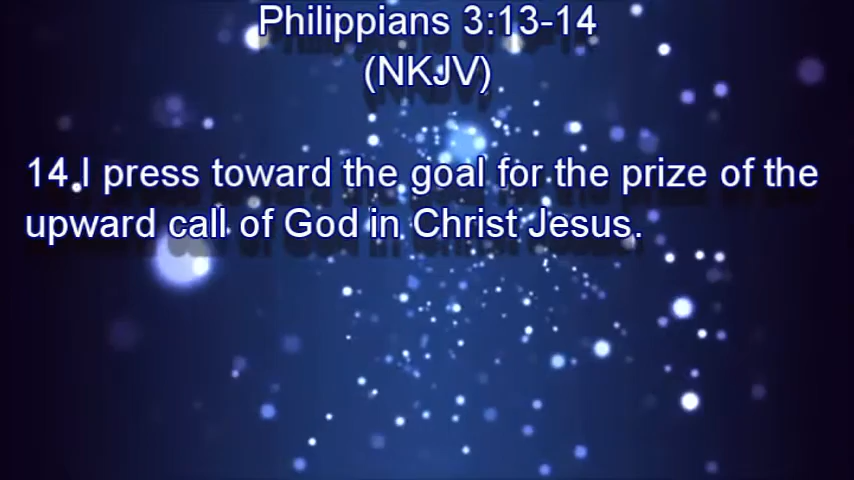 Philippians 3:13-14
(NKJV)
14.I press toward the goal for the prize of the
upward call of God in Christ Jesus.